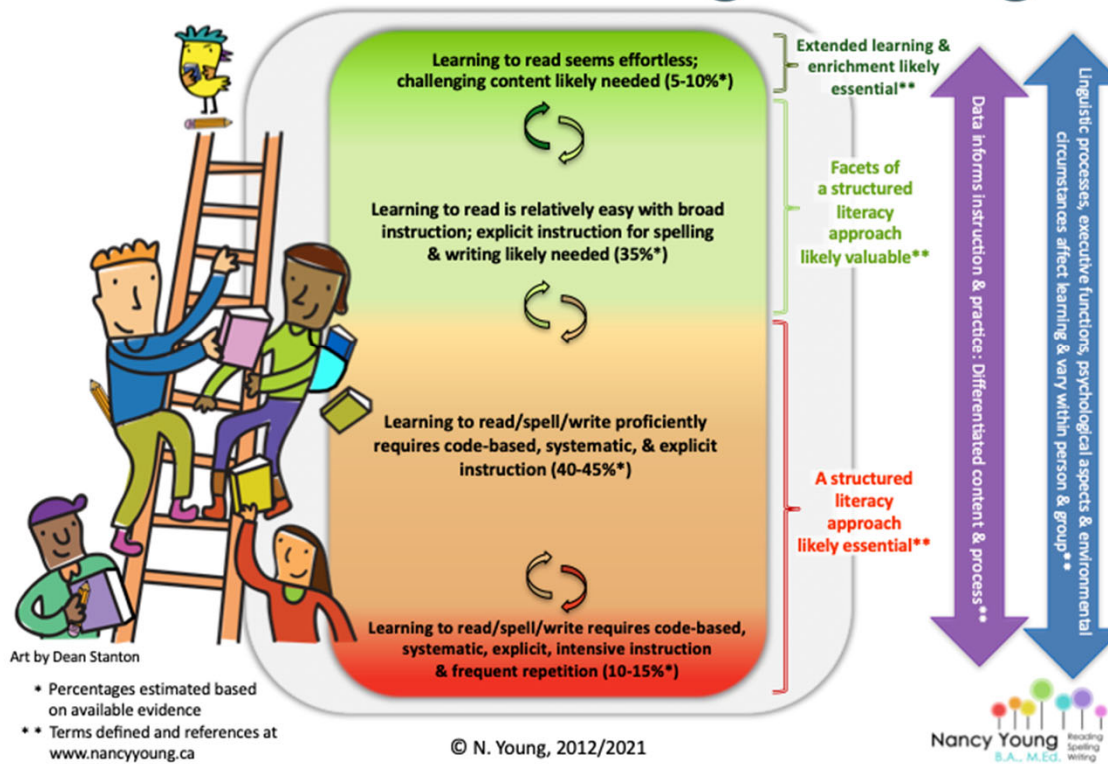 Learning to read seems effortless;
challenging content likely needed (5-10%*)
Learning to read is relatively easy with broad
instruction; explicit instruction for spelling
& writing likely needed (35%*)
Learning to read/spell/write proficiently
requires code-based, systematic, & explicit
instruction (40-45%*)
Learning to read/spell/write requires code-based,
systematic, explicit, intensive instruction
& frequent repetition (10-15%*)
Extended learning &
enrichment likely
essential**
Facets of
a structured
literacy
approach
likely valuable**
A structured
literacy
approach
likely essential**
Data informs instruction & practice : Differentiated content & process**
Linguistic processes, executive functions, psychological aspects & environmental
circumstances affect learning & vary within person & group**
Art by Dean Stanton
* Percentages estimated based
on available evidence
** Terms defined and references at
www.nancyyoung.ca
© N. Young, 2012/2021
Nancy Young
B.A., M.Ed.
Reading
Spelling
Writing